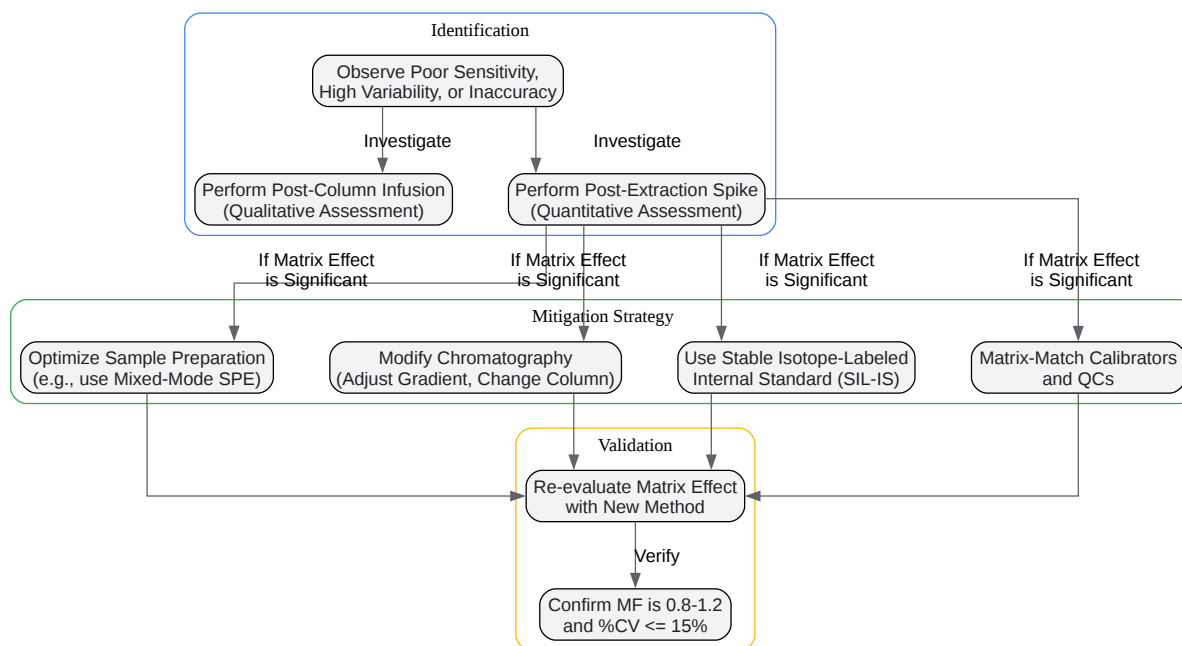 Identification
Observe Poor Sensitivity,
High Variability, or Inaccuracy
Investigate
Investigate
Perform Post-Column Infusion
(Qualitative Assessment)
Perform Post-Extraction Spike
(Quantitative Assessment)
If Matrix Effect
is Significant
If Matrix Effect
is Significant
If Matrix Effect
is Significant
If Matrix Effect
is Significant
Mitigation Strategy
Optimize Sample Preparation
(e.g., use Mixed-Mode SPE)
Modify Chromatography
(Adjust Gradient, Change Column)
Use Stable Isotope-Labeled
Internal Standard (SIL-IS)
Matrix-Match Calibrators
and QCs
Validation
Re-evaluate Matrix Effect
with New Method
Verify
Confirm MF is 0.8-1.2
and %CV <= 15%